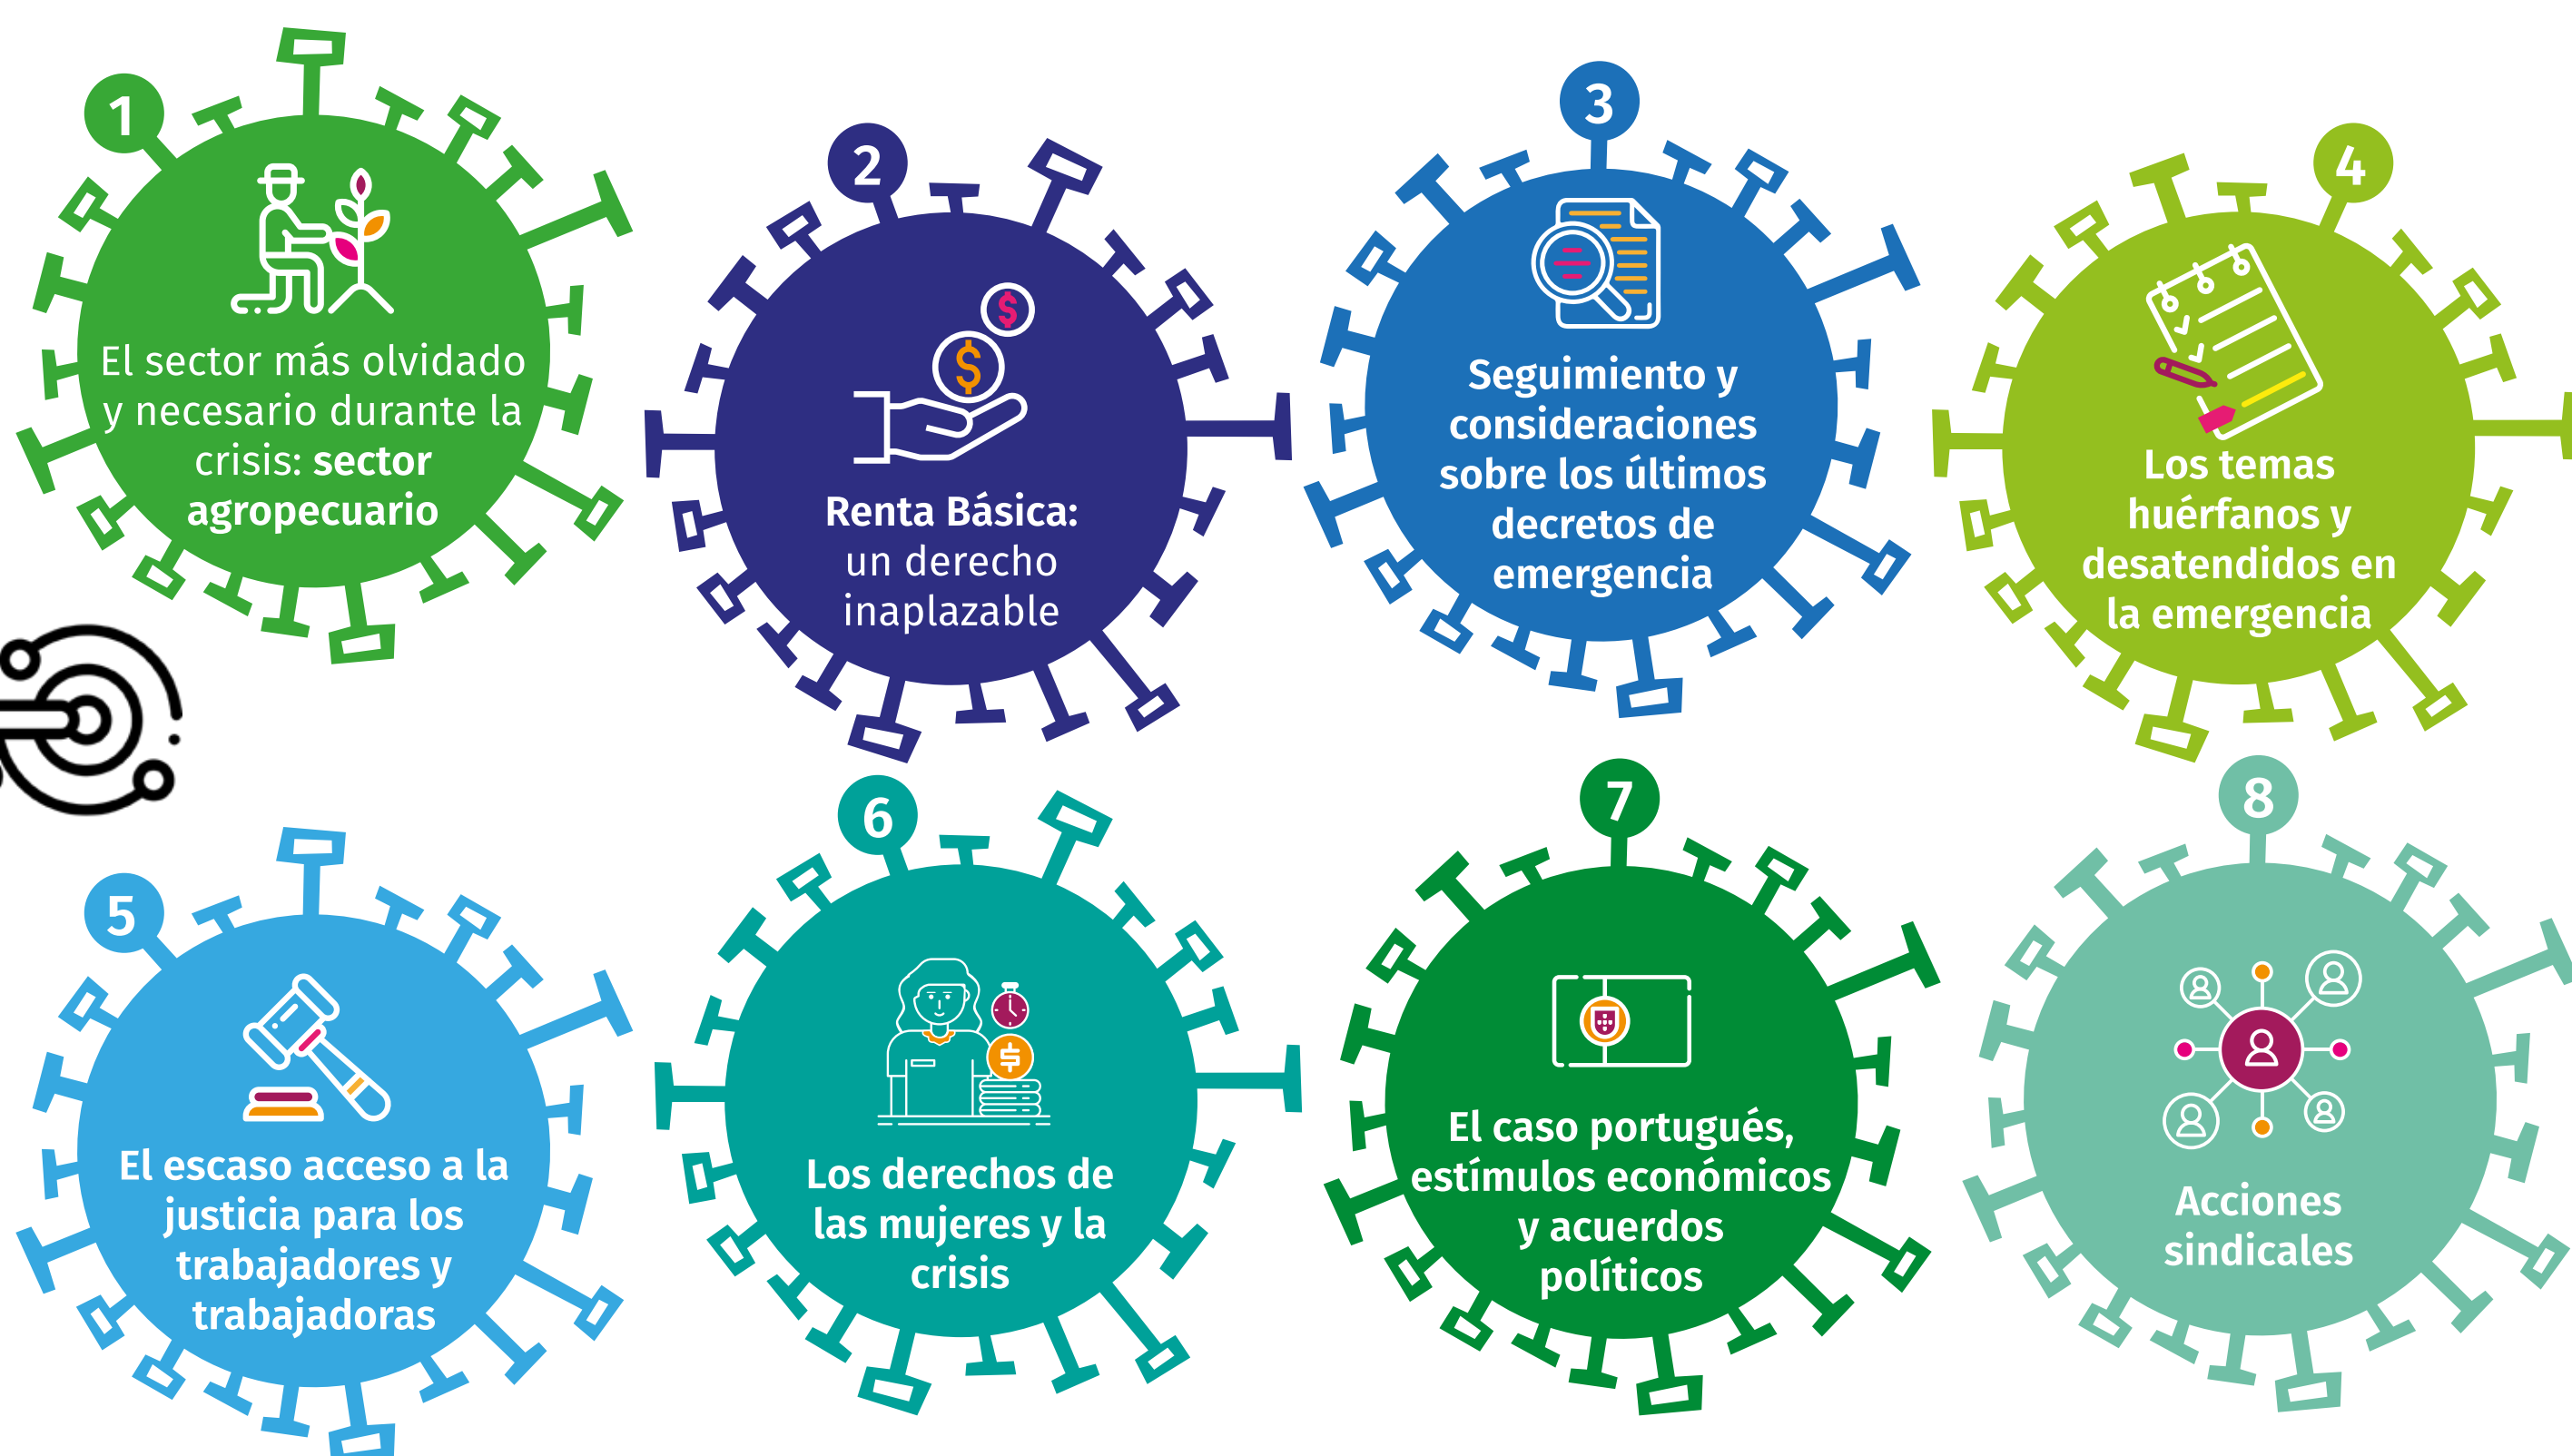 1
El sector más olvidado
y necesario durante la
crisis: sector
agropecuario
2
$
$
Renta Básica:
un derecho
inaplazable
3
Seguimiento y
consideraciones
sobre los últimos
decretos de
emergencia
4
Los temas
huérfanos y
desatendidos en
la emergencia
5
El escaso acceso a la
justicia para los
trabajadores y
trabajadoras
6
$
Los derechos de
las mujeres y la
crisis
7
El caso portugués,
estímulos económicos
y acuerdos
políticos
8
Acciones
sindicales